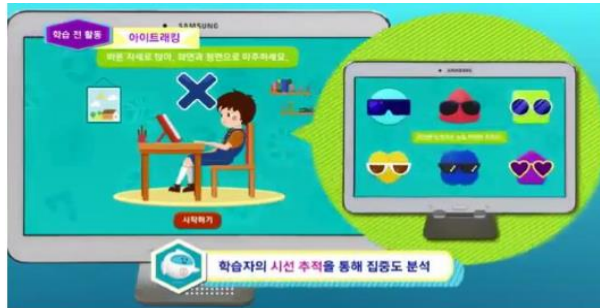 SAMSUNG
학습 전 활동
아이트래킹
바른 자세로 앉아, 화면과 정면으로 마주하세요.
SAMSUNG
시작하기
학습자의 시선 추적을 통해 집중도 분석